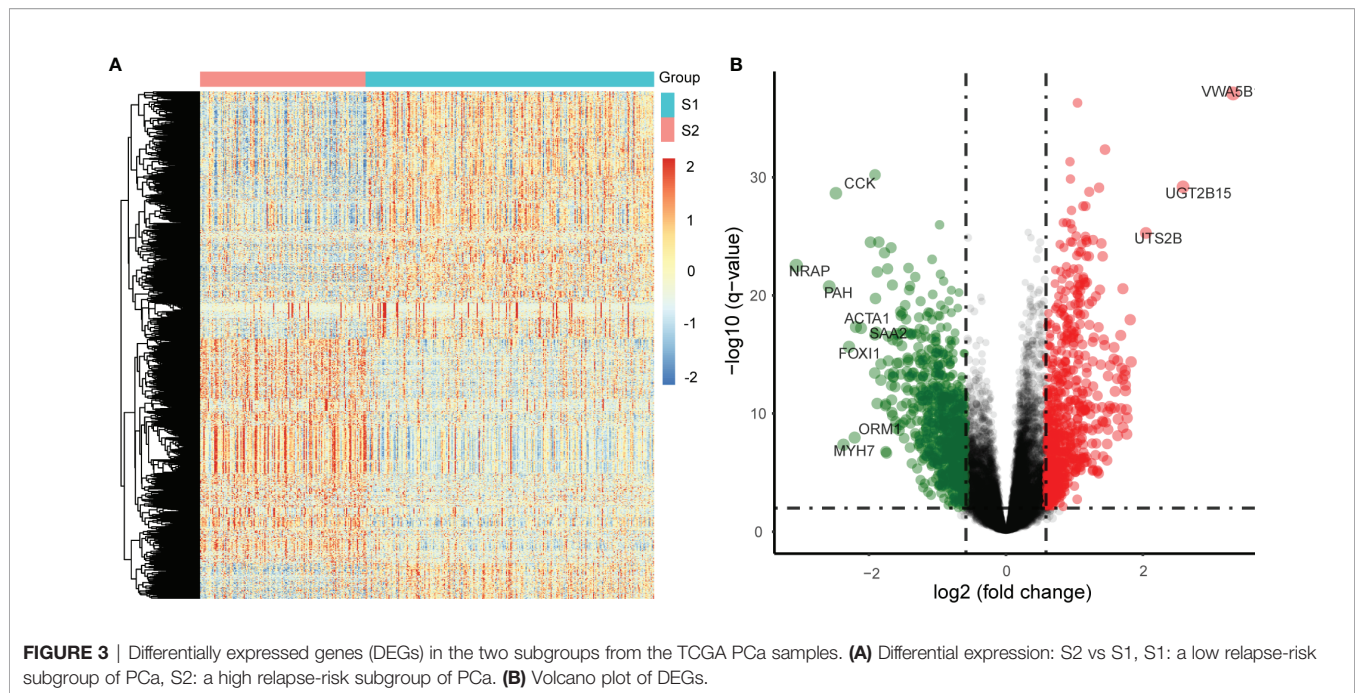 A
Group
S1
S2
2
1
0
-1
-2
B
VWA5B
CCK
UGT2B15
UTS2B
NRAP
PAH
ACTA1
SAA2
FOXI1
ORM1
MYH7
30
20
10
0
−log10 (q-value)
−2
0
2
log2 (fold change)
FIGURE 3 | Differentially expressed genes (DEGs) in the two subgroups from the TCGA PCa samples. (A) Differential expression: S2 vs S1, S1: a low relapse-risk
subgroup of PCa, S2: a high relapse-risk subgroup of PCa. (B) Volcano plot of DEGs.